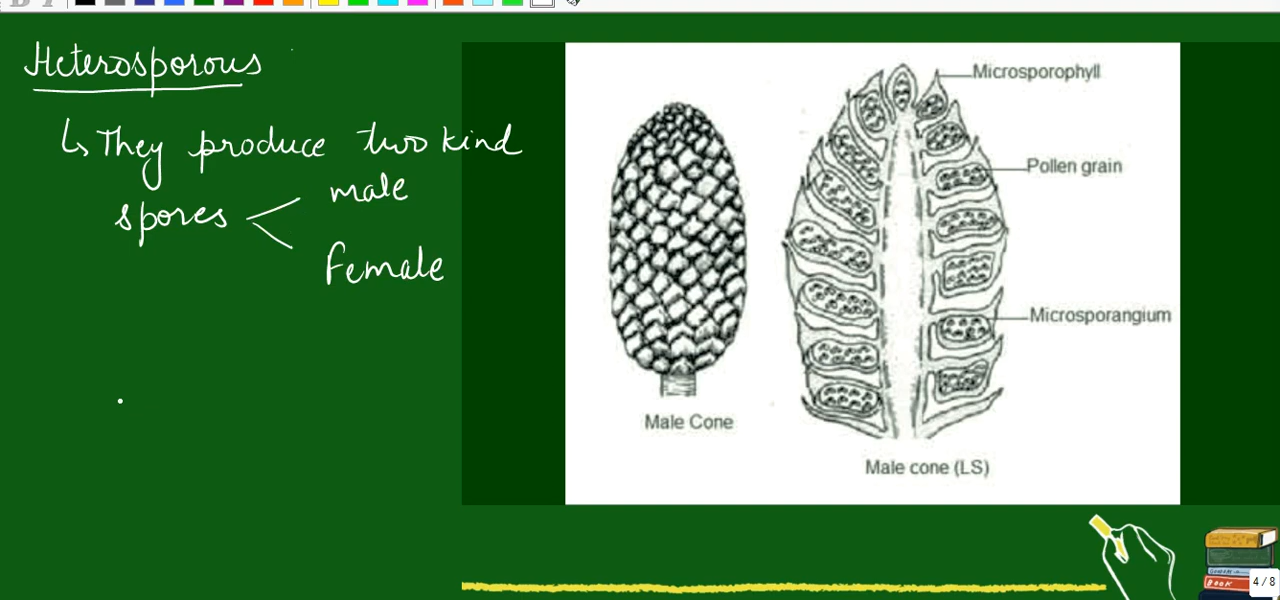 Heterosporous
↳ They produce two kind
spores < male
female
Microsporophyll
Pollen grain
Microsporangium
Male Cone
Male cone (LS)
BOOK
4 / 8